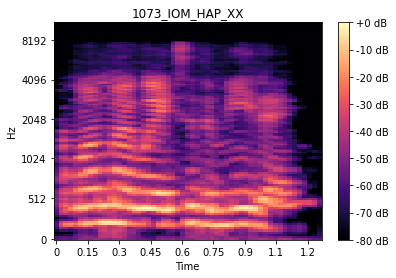 1073_IOM_HAP_XX
8192
4096
2048
1024
512
0
Hz
0 0.15 0.3 0.45 0.6 0.75 0.9 1.1 1.2
Time
+0 dB
-10 dB
-20 dB
-30 dB
-40 dB
-50 dB
-60 dB
-70 dB
-80 dB